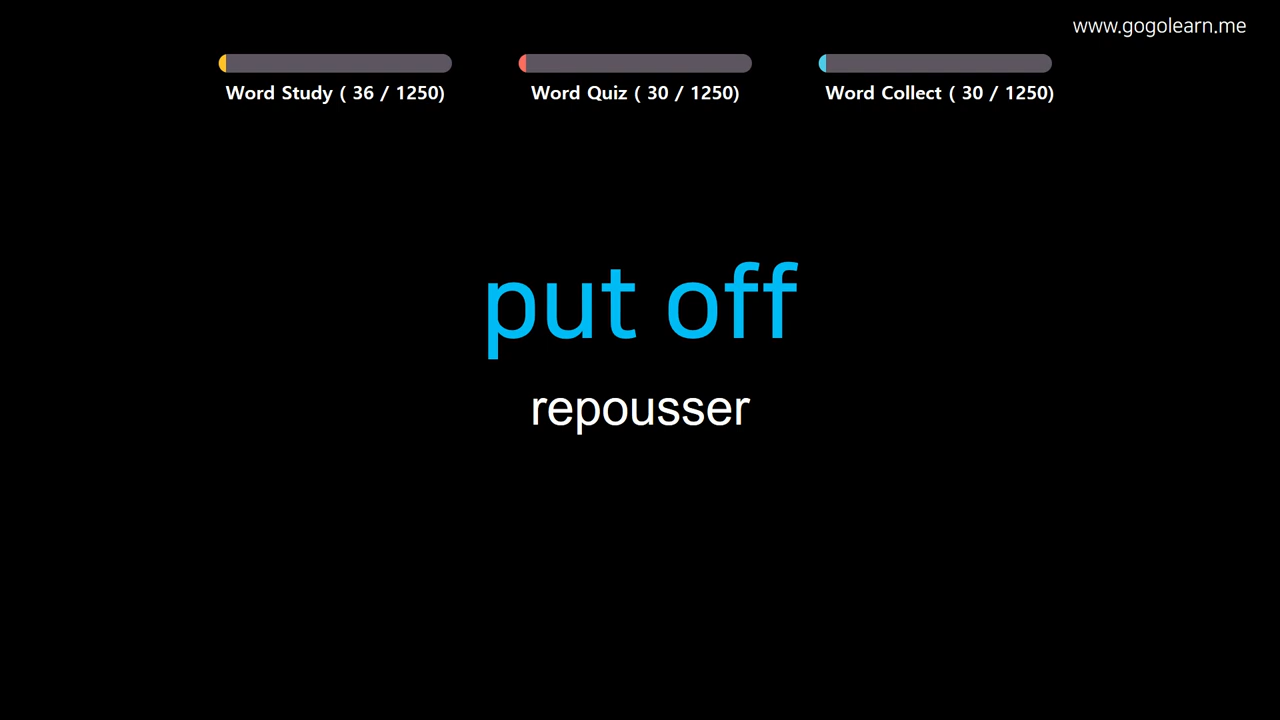 www.gogolearn.me
Word Study ( 36 / 1250)
Word Quiz ( 30 / 1250)
Word Collect ( 30 / 1250)
put off
repousser